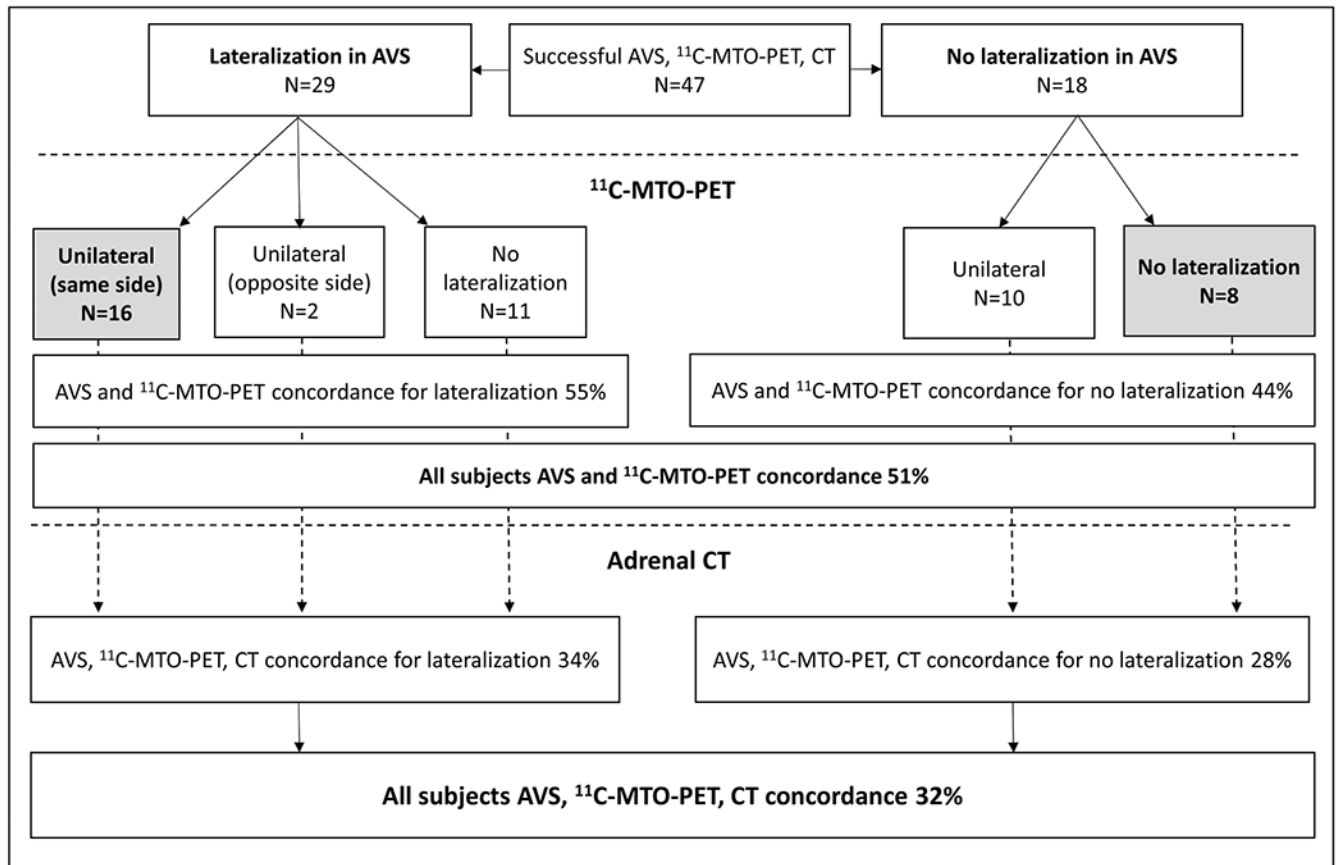 Lateralization in AVS
N=29
Successful AVS, ¹¹C-MTO-PET, CT
N=47
No lateralization in AVS
N=18
¹¹C-MTO-PET
Unilateral
(same side)
N=16
Unilateral
(opposite side)
N=2
No
lateralization
N=11
Unilateral
N=10
No lateralization
N=8
AVS and ¹¹C-MTO-PET concordance for lateralization 55%
AVS and ¹¹C-MTO-PET concordance for no lateralization 44%
All subjects AVS and ¹¹C-MTO-PET concordance 51%
Adrenal CT
AVS, ¹¹C-MTO-PET, CT concordance for lateralization 34%
AVS, ¹¹C-MTO-PET, CT concordance for no lateralization 28%
All subjects AVS, ¹¹C-MTO-PET, CT concordance 32%